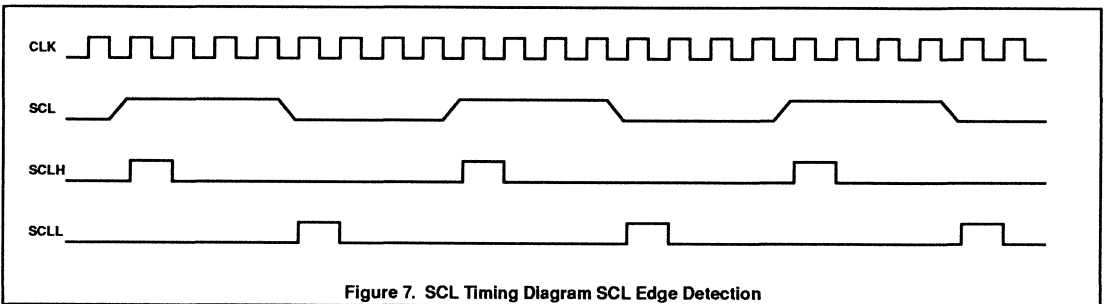 CLK
SCL
SCLH
SCLL
Figure 7. SCL Timing Diagram SCL Edge Detection